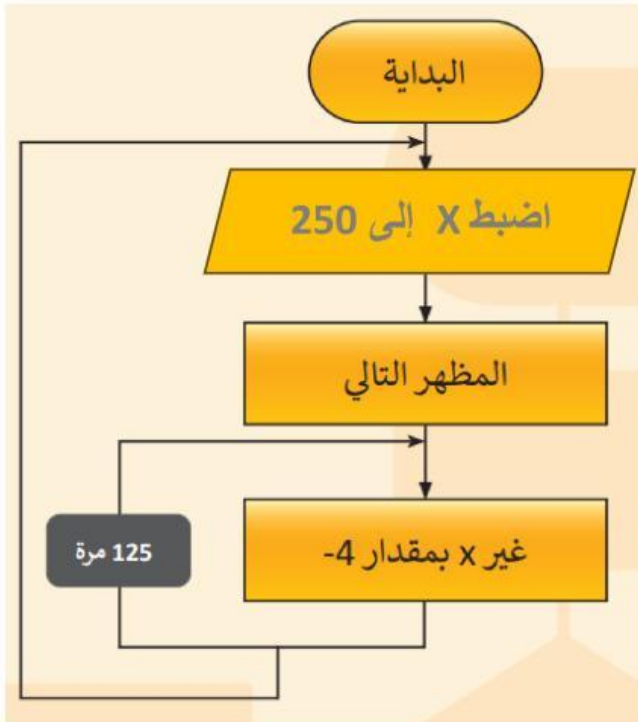 البداية
اضبط X إلى 250
المظهر التالي
غير x بمقدار 4-
125 مرة